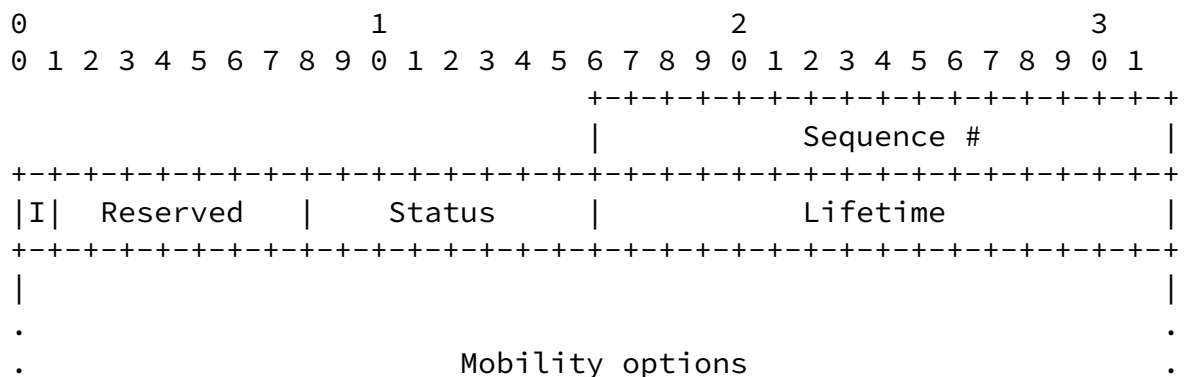 0                   1                   2                   3
0 1 2 3 4 5 6 7 8 9 0 1 2 3 4 5 6 7 8 9 0 1 2 3 4 5 6 7 8 9 0 1
                                +-+-+-+-+-+-+-+-+-+-+-+-+-+-+-+-+
                                |           Sequence #          |
+-+-+-+-+-+-+-+-+-+-+-+-+-+-+-+-+-+-+-+-+-+-+-+-+-+-+-+-+-+-+-+-+
|I|  Reserved   |    Status     |           Lifetime            |
+-+-+-+-+-+-+-+-+-+-+-+-+-+-+-+-+-+-+-+-+-+-+-+-+-+-+-+-+-+-+-+-+
|                                                               |
.                                                               .
.                        Mobility options                       .